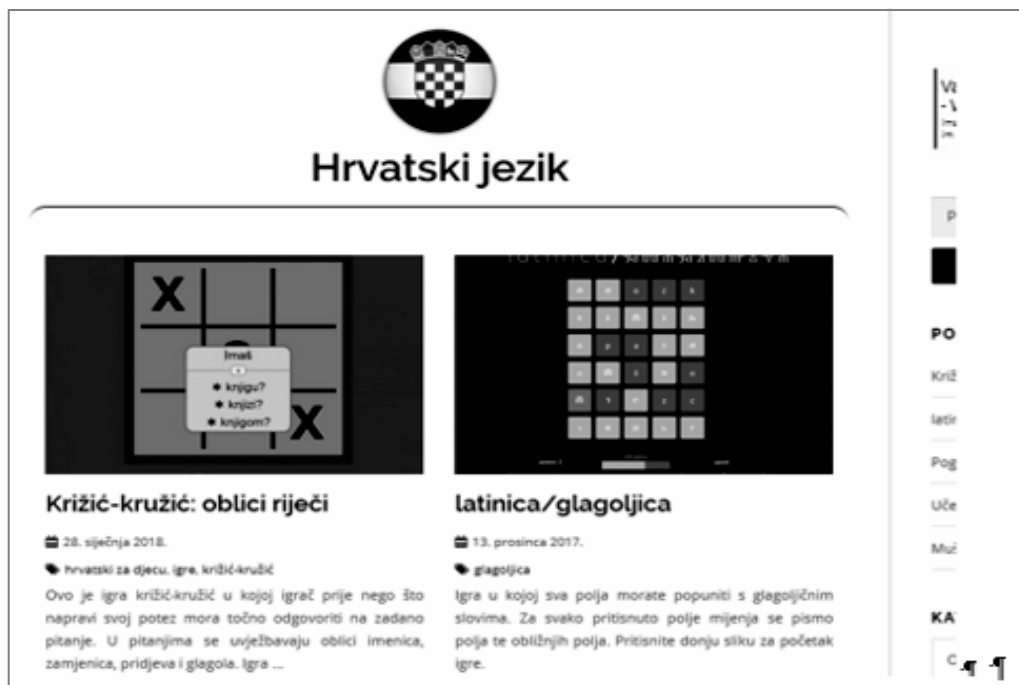 Hrvatski jezik
X
X
Imaš
knjigu?
knjizi?
knjigom?
Križić-kružić: oblici riječi
28. siječnja 2018.
hrvatski za djecu, igre, križić-kružić
Ovo je igra križić-kružić u kojoj igrač prije nego što
napravi svoj potez mora točno odgovoriti na zadano
pitanje. U pitanjima se uvježbavaju oblici imenica,
zamjenica, pridjeva i glagola. Igra ...
latinica/glagoljica
13. prosinca 2017.
glagoljica
Igra u kojoj sva polja morate popuniti s glagoljičnim
slovima. Za svako pritisnuto polje mijenja se pismo
polja te obližnjih polja. Pritisnite donju sliku za početak
igre.
P
PO
Križ
latin
Pog
Uče
KA
¶ ¶